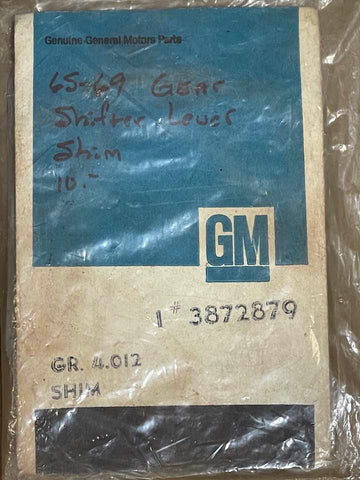 Genuine General Motors Parts
65-69 Gear
Shifter Lever
Shim
10.-
GM
1 # 3872879
GR. 4.012
SHIM